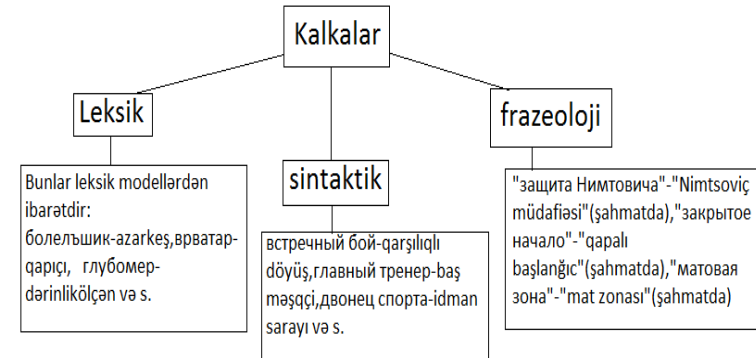 Kalkalar
Leksik
Bunlar leksik modellərdən
ibarətdir:
болелъшик-azarkeş,врватар-
qapıçı, глубомер-
dərinlikölçən və s.
sintaktik
встречный бой-qarşılıqlı
döyüş,главный тренер-baş
məşqçi,двонец спорта-idman
sarayı və s.
frazeoloji
"защита Нимтовича"-"Nimtsoviç
müdafiəsi"(şahmatda),"закрытое
начало"-"qapalı
başlanğıc"(şahmatda),"матовая
зона"-"mat zonası"(şahmatda)